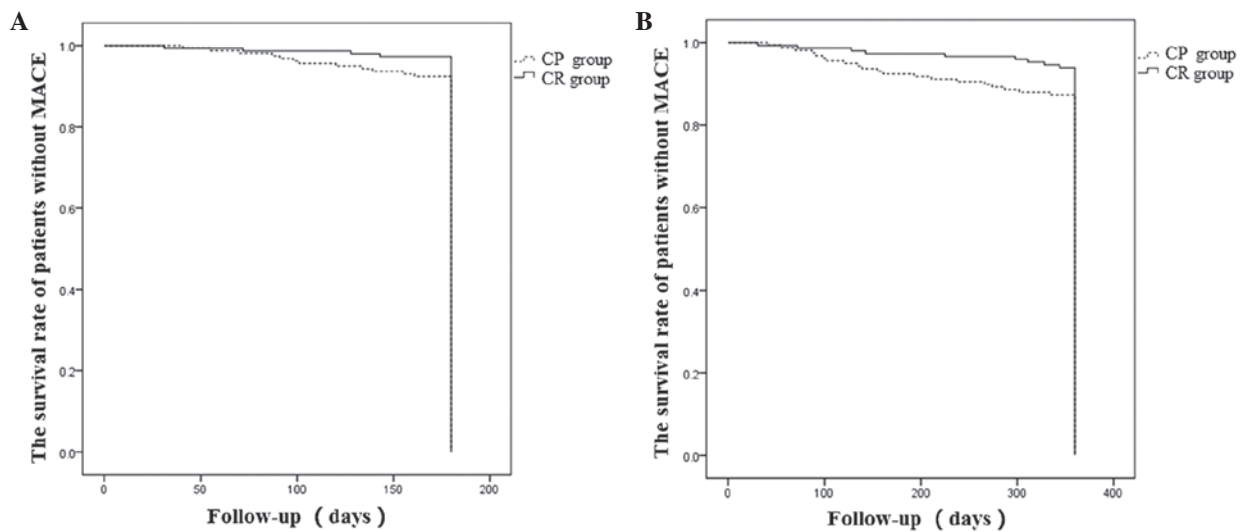 A
The survival rate of patients without MACE
1.0
0.8
0.6
0.4
0.2
0.0
0
50
100
150
200
Follow-up ( days )
CP group
CR group
B
The survival rate of patients without MACE
1.0
0.8
0.6
0.4
0.2
0.0
0
100
200
300
400
Follow-up ( days )
CP group
CR group